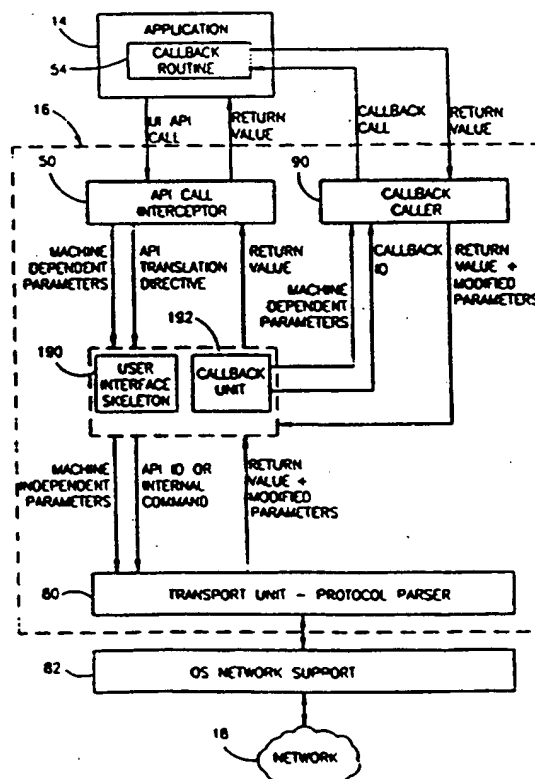 14
APPLICATION
54
CALLBACK
ROUTINE
16
UI API
CALL
RETURN
VALUE
CALLBACK
CALL
RETURN
VALUE
50
API CALL
INTERCEPTOR
90
CALLBACK
CALLER
MACHINE
DEPENDENT
PARAMETERS
API
TRANSLATION
DIRECTIVE
RETURN
VALUE
MACHINE
DEPENDENT
PARAMETERS
CALLBACK
ID
RETURN
VALUE +
MODIFIED
PARAMETERS
190
USER
INTERFACE
SKELETON
192
CALLBACK
UNIT
MACHINE
INDEPENDENT
PARAMETERS
API ID OR
INTERNAL
COMMAND
RETURN
VALUE +
MODIFIED
PARAMETERS
80
TRANSPORT UNIT - PROTOCOL PARSER
82
OS NETWORK SUPPORT
18
NETWORK